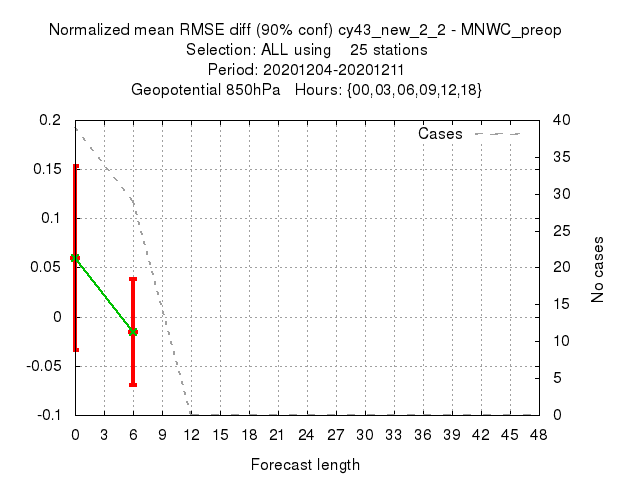 Normalized mean RMSE diff (90% conf) cy43_new_2_2 - MNWC_preop
Selection: ALL using    25 stations
Period: 20201204-20201211
Geopotential 850hPa   Hours: {00,03,06,09,12,18}
Cases
0.2
0.15
0.1
0.05
0
-0.05
-0.1
40
35
30
25
20
15
10
5
0
No cases
0 3 6 9 12 15 18 21 24 27 30 33 36 39 42 45 48
Forecast length